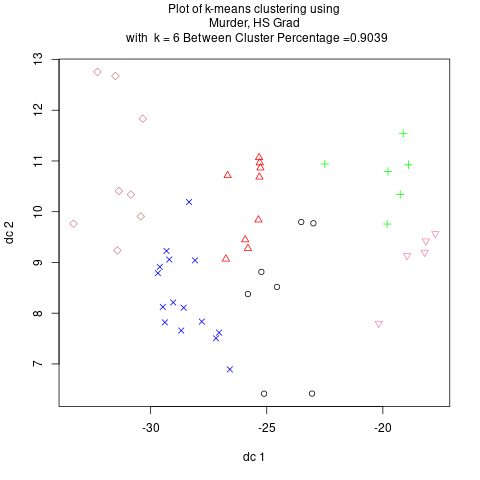 Plot of k-means clustering using
Murder, HS Grad
with  k = 6 Between Cluster Percentage =0.9039
13
12
11
10
9
8
7
dc 2
-30
-25
-20
dc 1